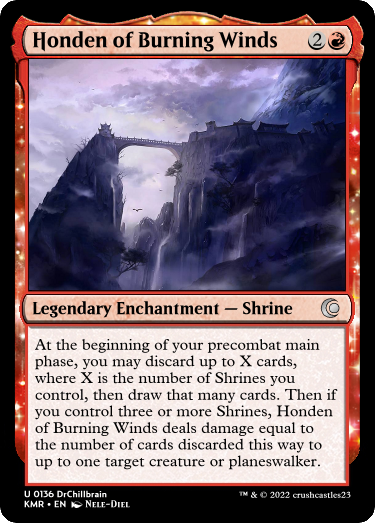 Honden of Burning Winds 2
Legendary Enchantment — Shrine
At the beginning of your precombat main
phase, you may discard up to X cards,
where X is the number of Shrines you
control, then draw that many cards. Then if
you control three or more Shrines, Honden
of Burning Winds deals damage equal to
the number of cards discarded this way to
up to one target creature or planeswalker.
U 0136 DrChillbrain
KMR • EN Nele-Diel
™ & © 2022 crushcastles23